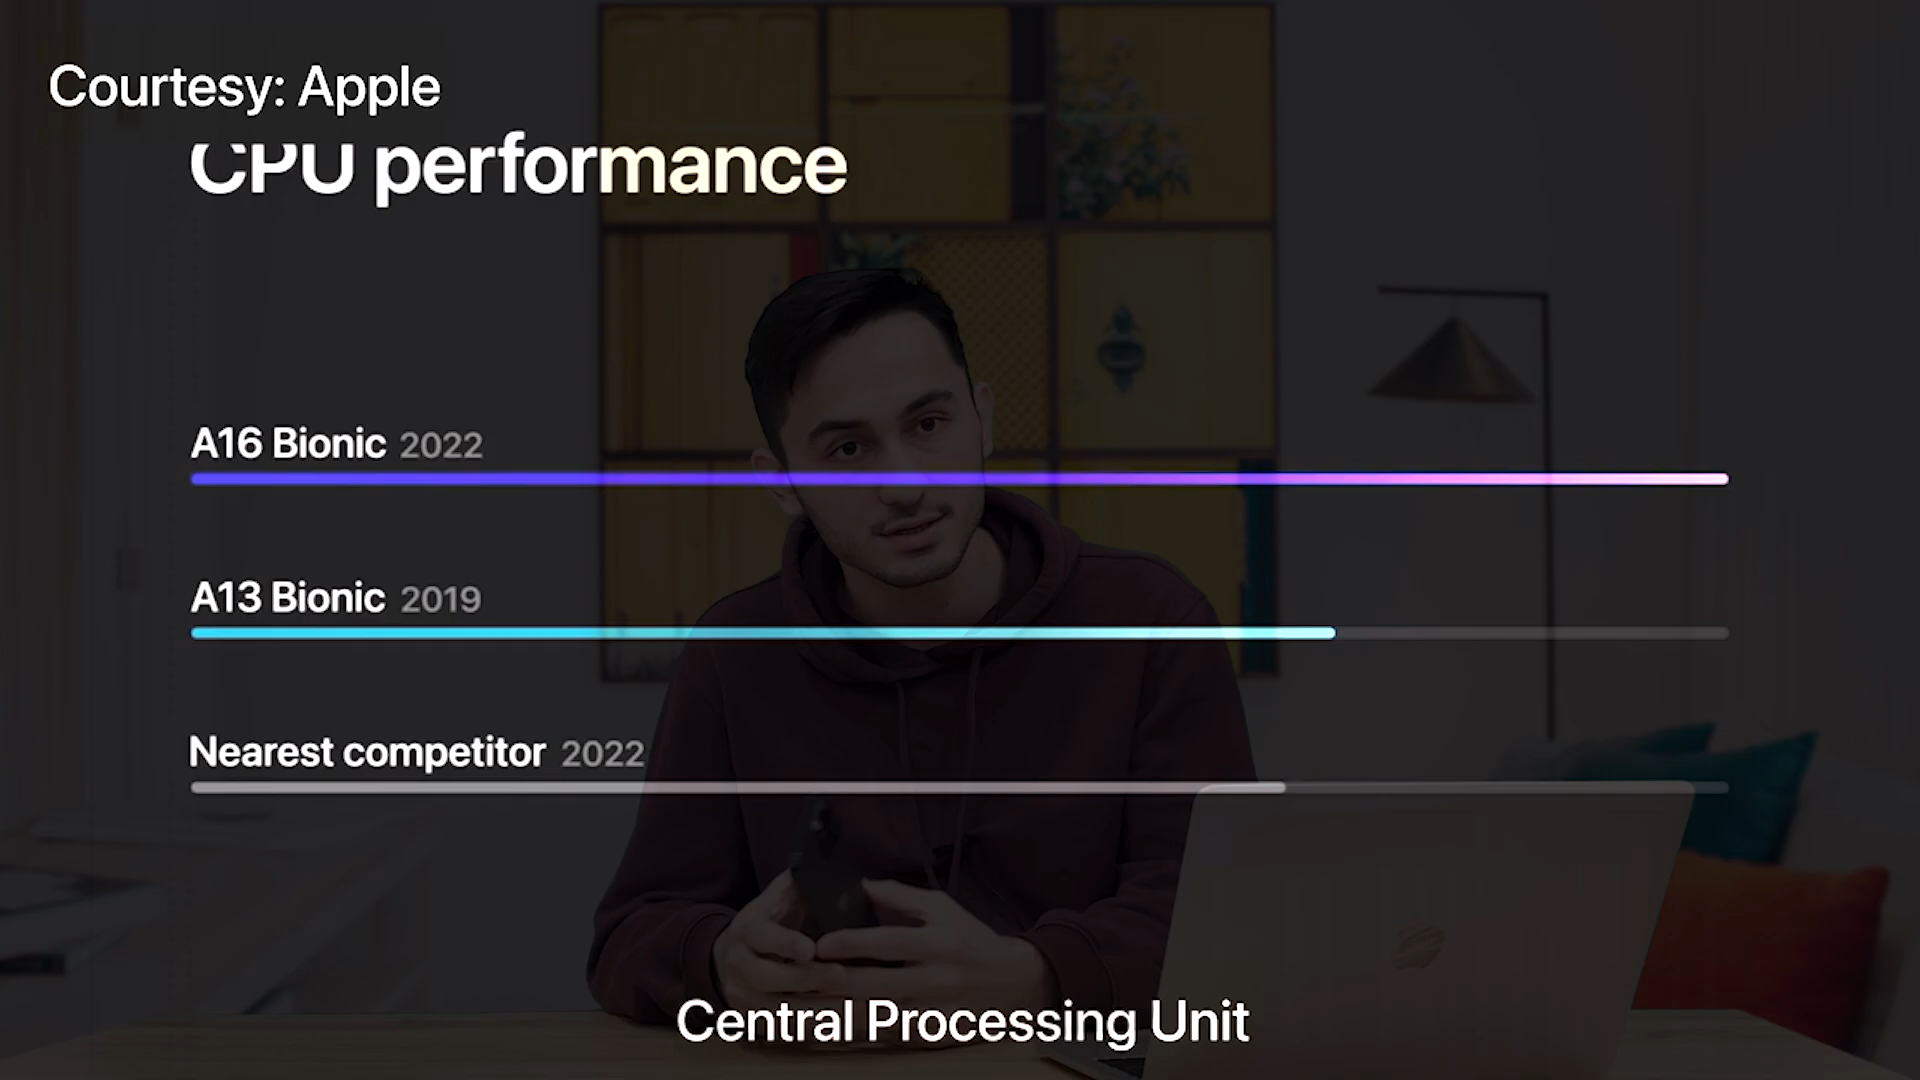 Courtesy: Apple
CPU performance
A16 Bionic 2022
A13 Bionic 2019
Nearest competitor 2022
Central Processing Unit